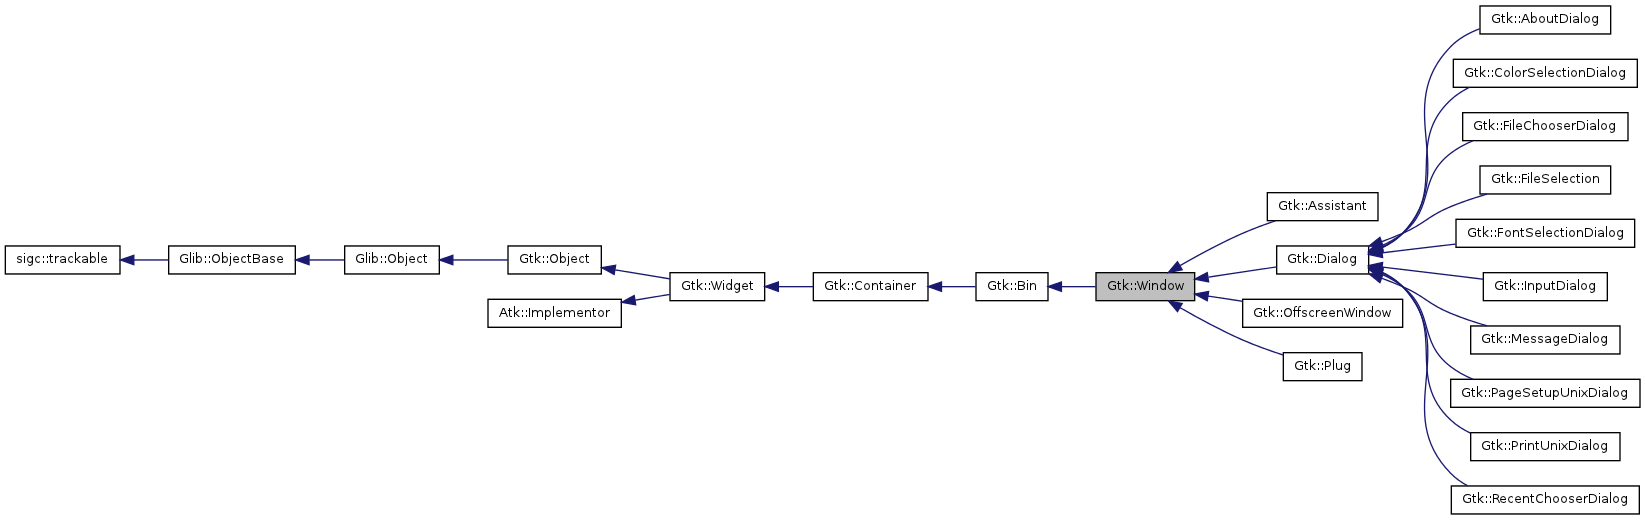 sigc::trackable
Glib::ObjectBase
Glib::Object
Gtk::Object
Atk::Implementor
Gtk::Widget
Gtk::Container
Gtk::Bin
Gtk::Window
Gtk::Assistant
Gtk::Dialog
Gtk::OffscreenWindow
Gtk::Plug
Gtk::AboutDialog
Gtk::ColorSelectionDialog
Gtk::FileChooserDialog
Gtk::FileSelection
Gtk::FontSelectionDialog
Gtk::InputDialog
Gtk::MessageDialog
Gtk::PageSetupUnixDialog
Gtk::PrintUnixDialog
Gtk::RecentChooserDialog